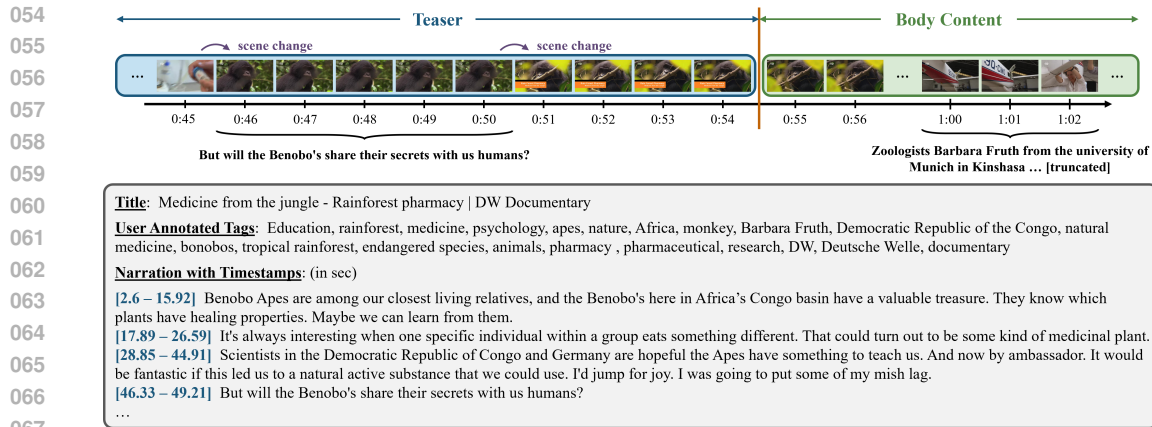 054
055
056
057
058
059
060
061
062
063
064
065
066
Teaser
Body Content
scene change
scene change
...
...
...
0:45
0:46
0:47
0:48
0:49
0:50
0:51
0:52
0:53
0:54
0:55
0:56
1:00
1:01
1:02
But will the Benobo's share their secrets with us humans?
Zoologists Barbara Fruth from the university of
Munich in Kinshasa … [truncated]
Title: Medicine from the jungle - Rainforest pharmacy | DW Documentary
User Annotated Tags: Education, rainforest, medicine, psychology, apes, nature, Africa, monkey, Barbara Fruth, Democratic Republic of the Congo, natural
medicine, bonobos, tropical rainforest, endangered species, animals, pharmacy , pharmaceutical, research, DW, Deutsche Welle, documentary
Narration with Timestamps: (in sec)
[2.6 – 15.92] Benobo Apes are among our closest living relatives, and the Benobo's here in Africa's Congo basin have a valuable treasure. They know which
plants have healing properties. Maybe we can learn from them.
[17.89 – 26.59] It's always interesting when one specific individual within a group eats something different. That could turn out to be some kind of medicinal plant.
[28.85 – 44.91] Scientists in the Democratic Republic of Congo and Germany are hopeful the Apes have something to teach us. And now by ambassador. It would
be fantastic if this led us to a natural active substance that we could use. I'd jump for joy. I was going to put some of my mish lag.
[46.33 – 49.21] But will the Benobo's share their secrets with us humans?
…